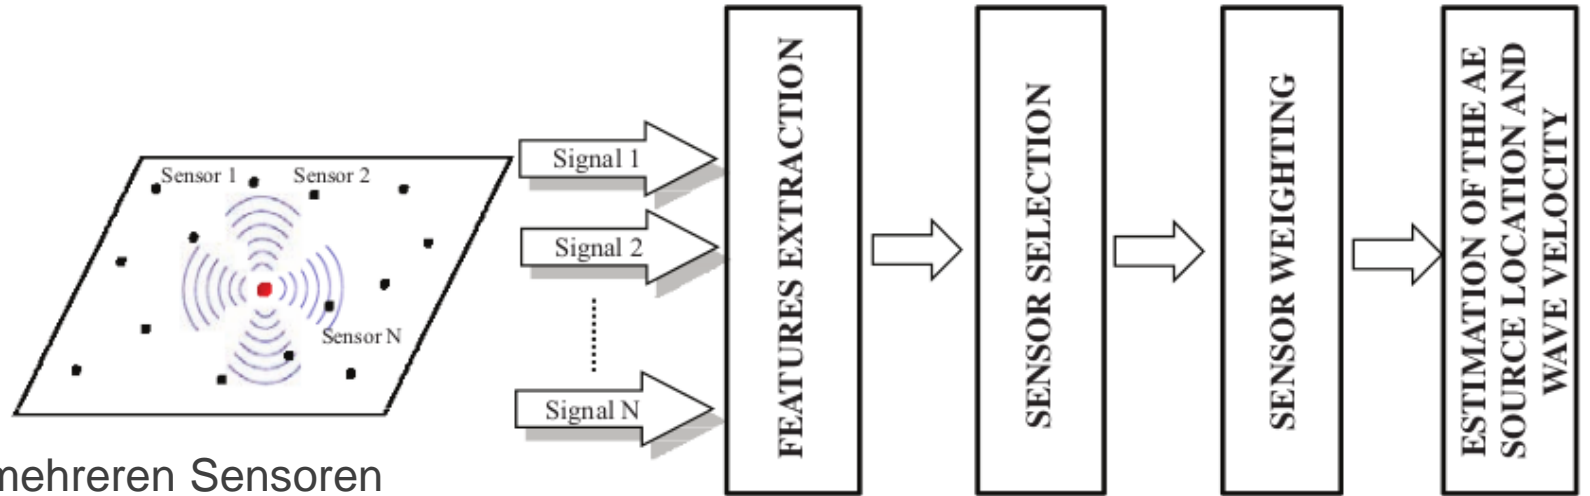 Sensor 1
Sensor 2
Sensor N
Signal 1
Signal 2
Signal N
FEATURES EXTRACTION
SENSOR SELECTION
SENSOR WEIGHTING
ESTIMATION OF THE AE
SOURCE LOCATION AND
WAVE VELOCITY
mehreren Sensoren